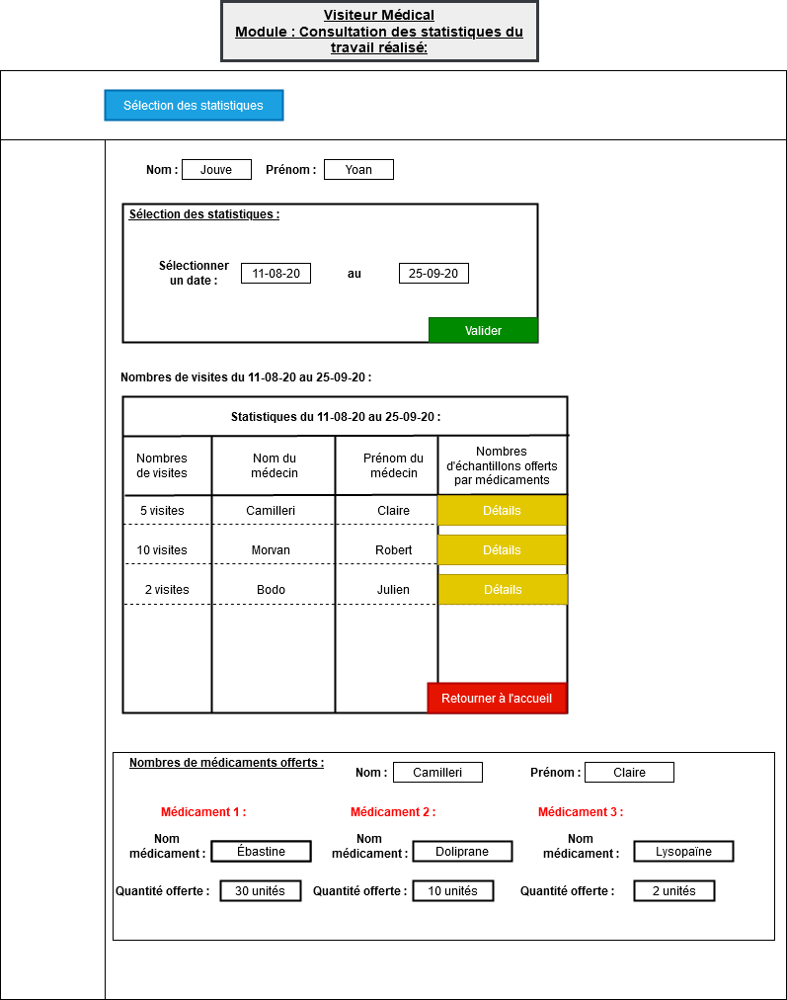 Visiteur Médical
Module : Consultation des statistiques du
travail réalisé:
Sélection des statistiques
Nom : Jouve Prénom : Yoan
Sélection des statistiques :
Sélectionner
un date : 11-08-20 au 25-09-20
Valider
Nombres de visites du 11-08-20 au 25-09-20 :
Statistiques du 11-08-20 au 25-09-20 :
Nombres
de visites
Nom du
médecin
Prénom du
médecin
Nombres
d'échantillons offerts
par médicaments
5 visites Camilleri Claire Détails
10 visites Morvan Robert Détails
2 visites Bodo Julien Détails
Retourner à l'accueil
Nombres de médicaments offerts :
Nom : Camilleri Prénom : Claire
Médicament 1 : Médicament 2 : Médicament 3 :
Nom
médicament : Ébastine
Nom
médicament : Doliprane
Nom
médicament : Lysopaïne
Quantité offerte : 30 unités Quantité offerte : 10 unités Quantité offerte : 2 unités